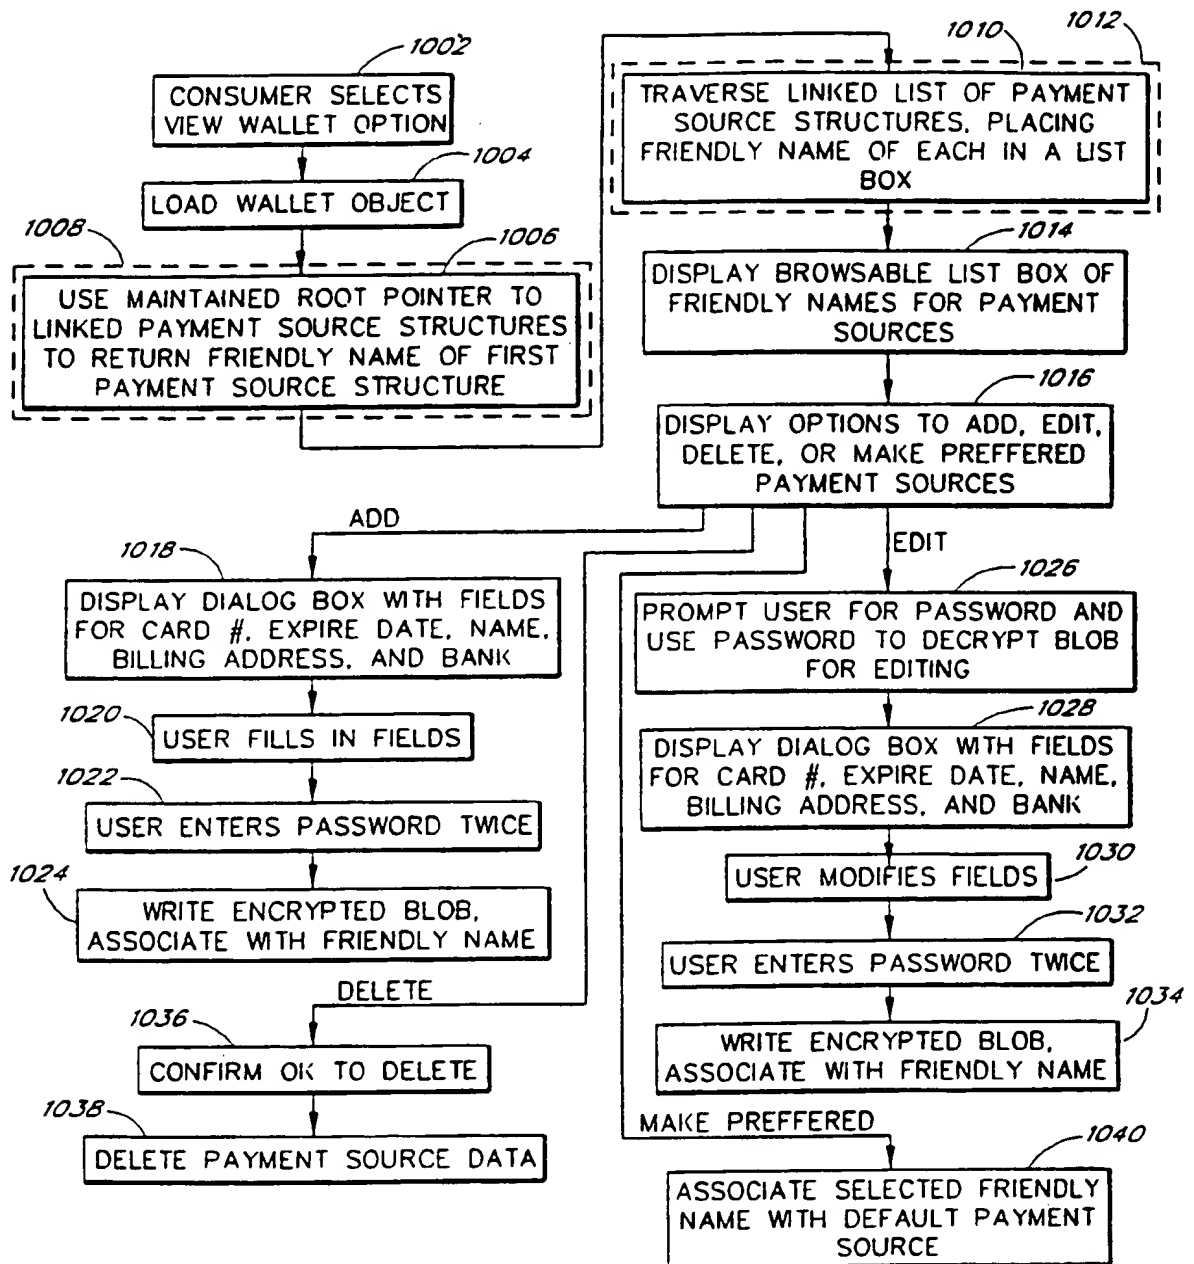 1002
CONSUMER SELECTS
VIEW WALLET OPTION
1004
LOAD WALLET OBJECT
1008
1006
USE MAINTAINED ROOT POINTER TO
LINKED PAYMENT SOURCE STRUCTURES
TO RETURN FRIENDLY NAME OF FIRST
PAYMENT SOURCE STRUCTURE
1012
1010
TRAVERSE LINKED LIST OF PAYMENT
SOURCE STRUCTURES, PLACING
FRIENDLY NAME OF EACH IN A LIST
BOX
1014
DISPLAY BROWSABLE LIST BOX OF
FRIENDLY NAMES FOR PAYMENT
SOURCES
1016
DISPLAY OPTIONS TO ADD, EDIT,
DELETE, OR MAKE PREFFERED
PAYMENT SOURCES
ADD
1018
DISPLAY DIALOG BOX WITH FIELDS
FOR CARD #, EXPIRE DATE, NAME,
BILLING ADDRESS, AND BANK
1020
USER FILLS IN FIELDS
1022
USER ENTERS PASSWORD TWICE
1024
WRITE ENCRYPTED BLOB,
ASSOCIATE WITH FRIENDLY NAME
DELETE
1036
CONFIRM OK TO DELETE
1038
DELETE PAYMENT SOURCE DATA
EDIT
1026
PROMPT USER FOR PASSWORD AND
USE PASSWORD TO DECRYPT BLOB
FOR EDITING
1028
DISPLAY DIALOG BOX WITH FIELDS
FOR CARD #, EXPIRE DATE, NAME,
BILLING ADDRESS, AND BANK
1030
USER MODIFIES FIELDS
1032
USER ENTERS PASSWORD TWICE
1034
WRITE ENCRYPTED BLOB,
ASSOCIATE WITH FRIENDLY NAME
MAKE PREFFERED
1040
ASSOCIATE SELECTED FRIENDLY
NAME WITH DEFAULT PAYMENT
SOURCE